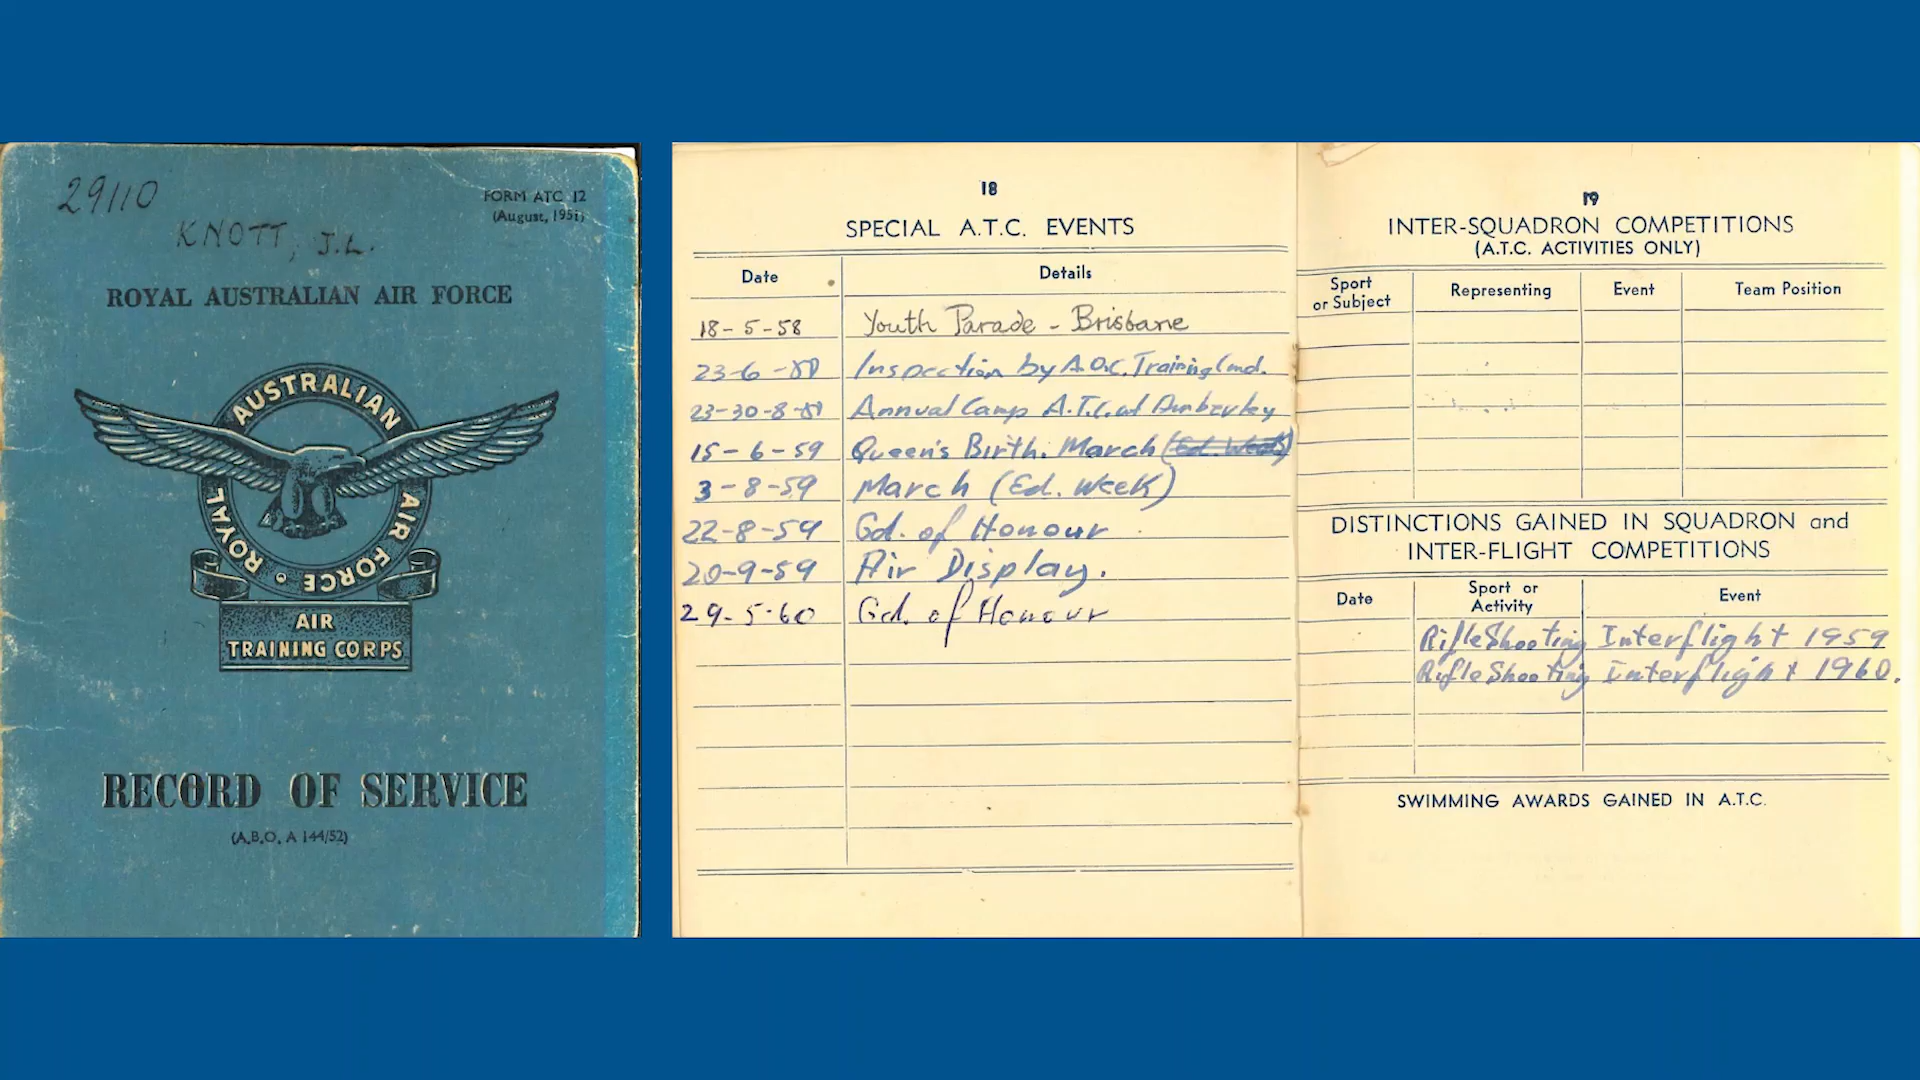 29110
FORM ATC 12
(August, 1951)
KNOTT, J.L.
ROYAL AUSTRALIAN AIR FORCE
ROYAL AUSTRALIAN AIR FORCE
AIR
TRAINING CORPS
RECORD OF SERVICE
(A.B.O. A 144/52)
18
SPECIAL A.T.C. EVENTS
Date Details
18-5-58 Youth Parade - Brisbane
23-6- Inspection by A.O.C. Training Cmd.
23-30-8- Annual Camp A.T.C. at Amberley
15-6-59 Queen's Birth. March (Ed. Week)
3-8-59 March (Ed. Week)
22-8-59 Gd. of Honour
20-9-59 Air Display.
29-5-60 Gd. of Honour
19
INTER-SQUADRON COMPETITIONS
(A.T.C. ACTIVITIES ONLY)
Sport or Subject Representing Event Team Position
DISTINCTIONS GAINED IN SQUADRON and
INTER-FLIGHT COMPETITIONS
Date Sport or Activity Event
Rifle Shooting Interflight 1959
Rifle Shooting Interflight 1960.
SWIMMING AWARDS GAINED IN A.T.C.